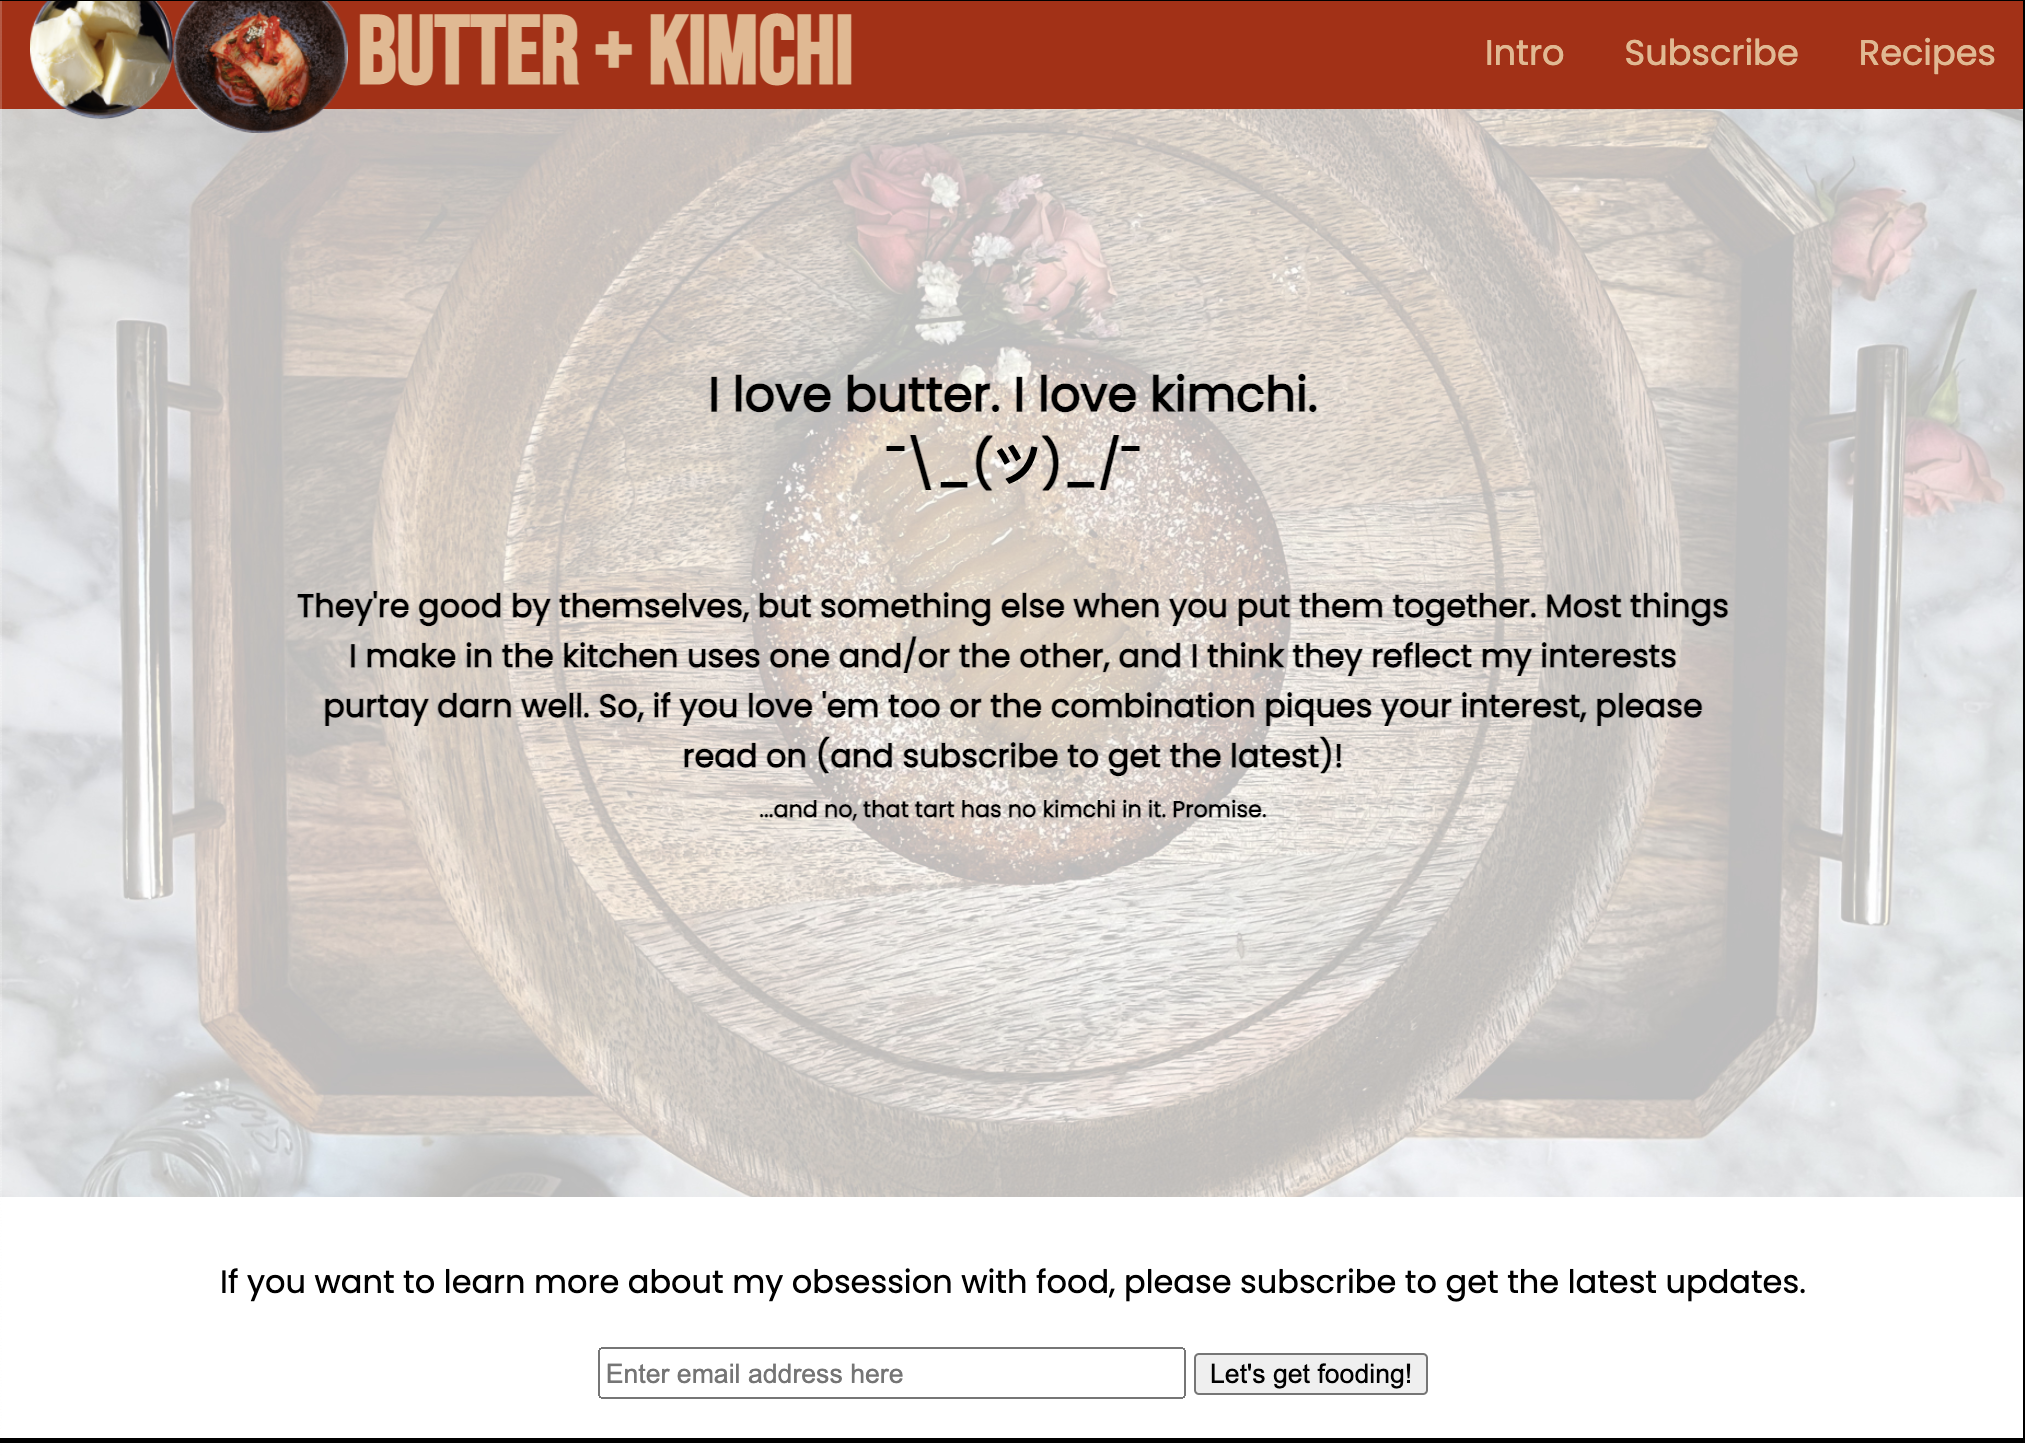 BUTTER + KIMCHI
Intro
Subscribe
Recipes
I love butter. I love kimchi.
¯\_(ツ)_/¯
They're good by themselves, but something else when you put them together. Most things
I make in the kitchen uses one and/or the other, and I think they reflect my interests
purtay darn well. So, if you love 'em too or the combination piques your interest, please
read on (and subscribe to get the latest)!
...and no, that tart has no kimchi in it. Promise.
If you want to learn more about my obsession with food, please subscribe to get the latest updates.
Enter email address here
Let's get fooding!